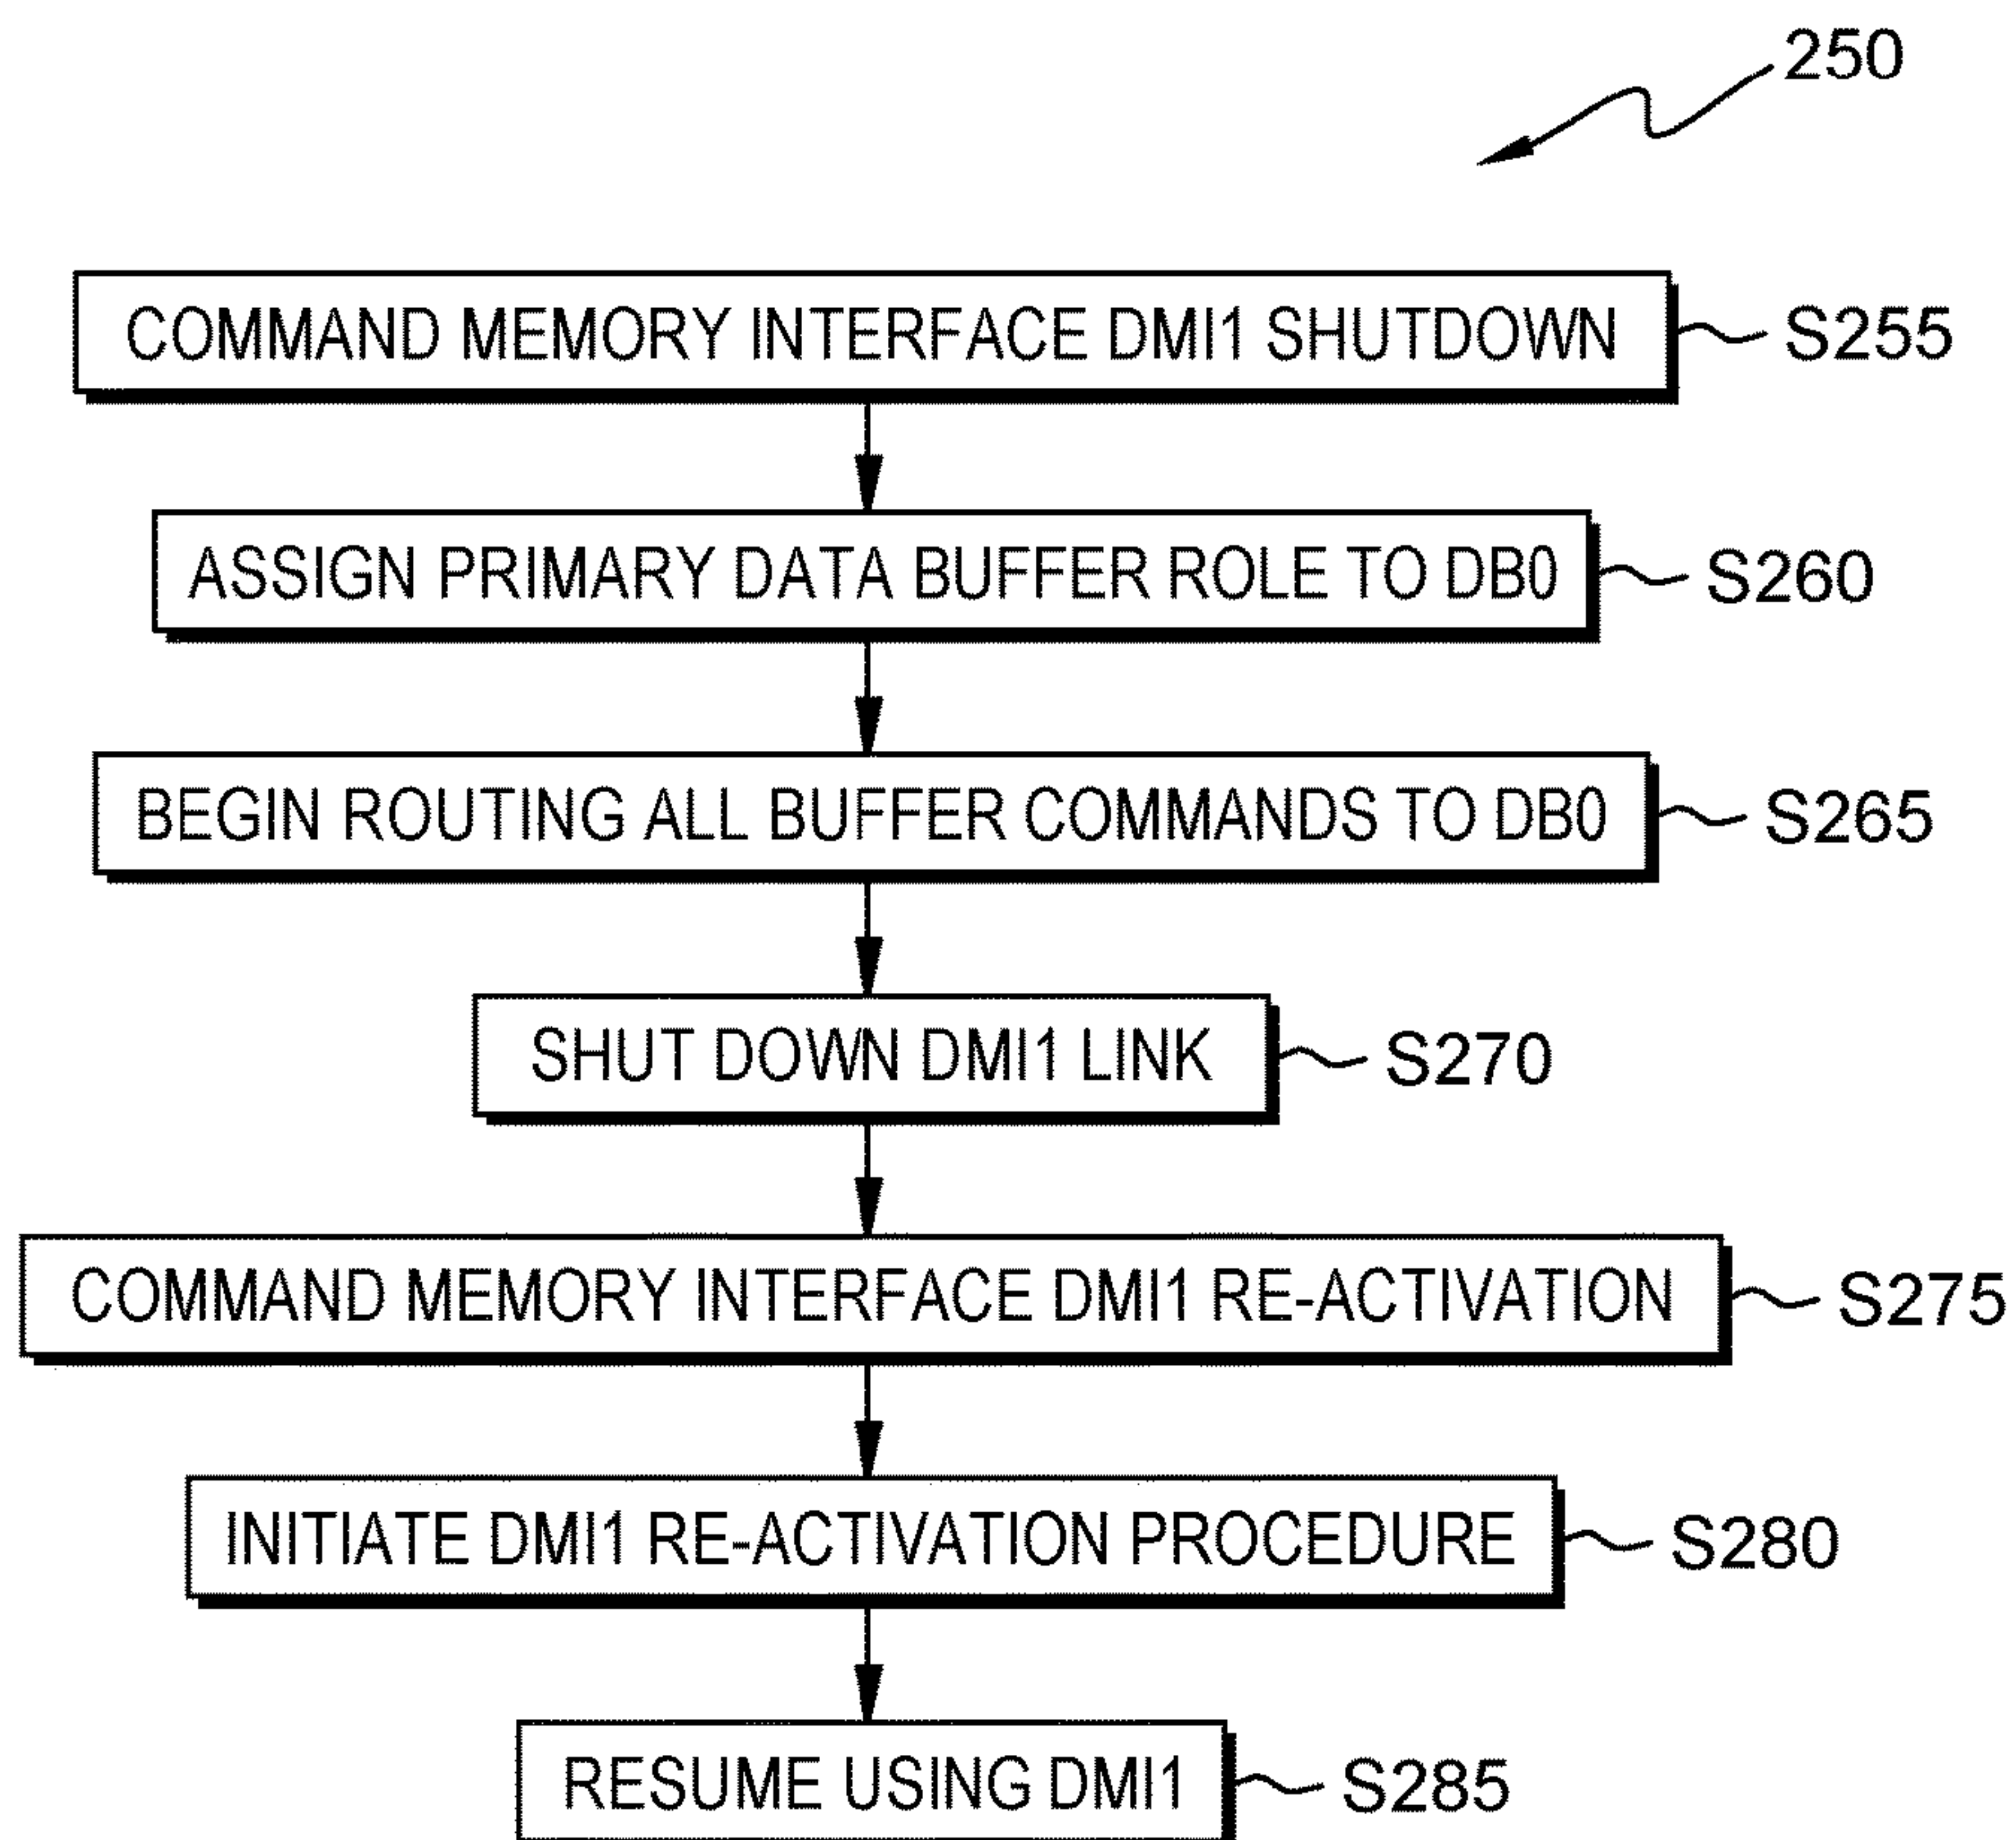 250
COMMAND MEMORY INTERFACE DMI1 SHUTDOWN
S255
ASSIGN PRIMARY DATA BUFFER ROLE TO DB0
S260
BEGIN ROUTING ALL BUFFER COMMANDS TO DB0
S265
SHUT DOWN DMI1 LINK
S270
COMMAND MEMORY INTERFACE DMI1 RE-ACTIVATION
S275
INITIATE DMI1 RE-ACTIVATION PROCEDURE
S280
RESUME USING DMI1
S285